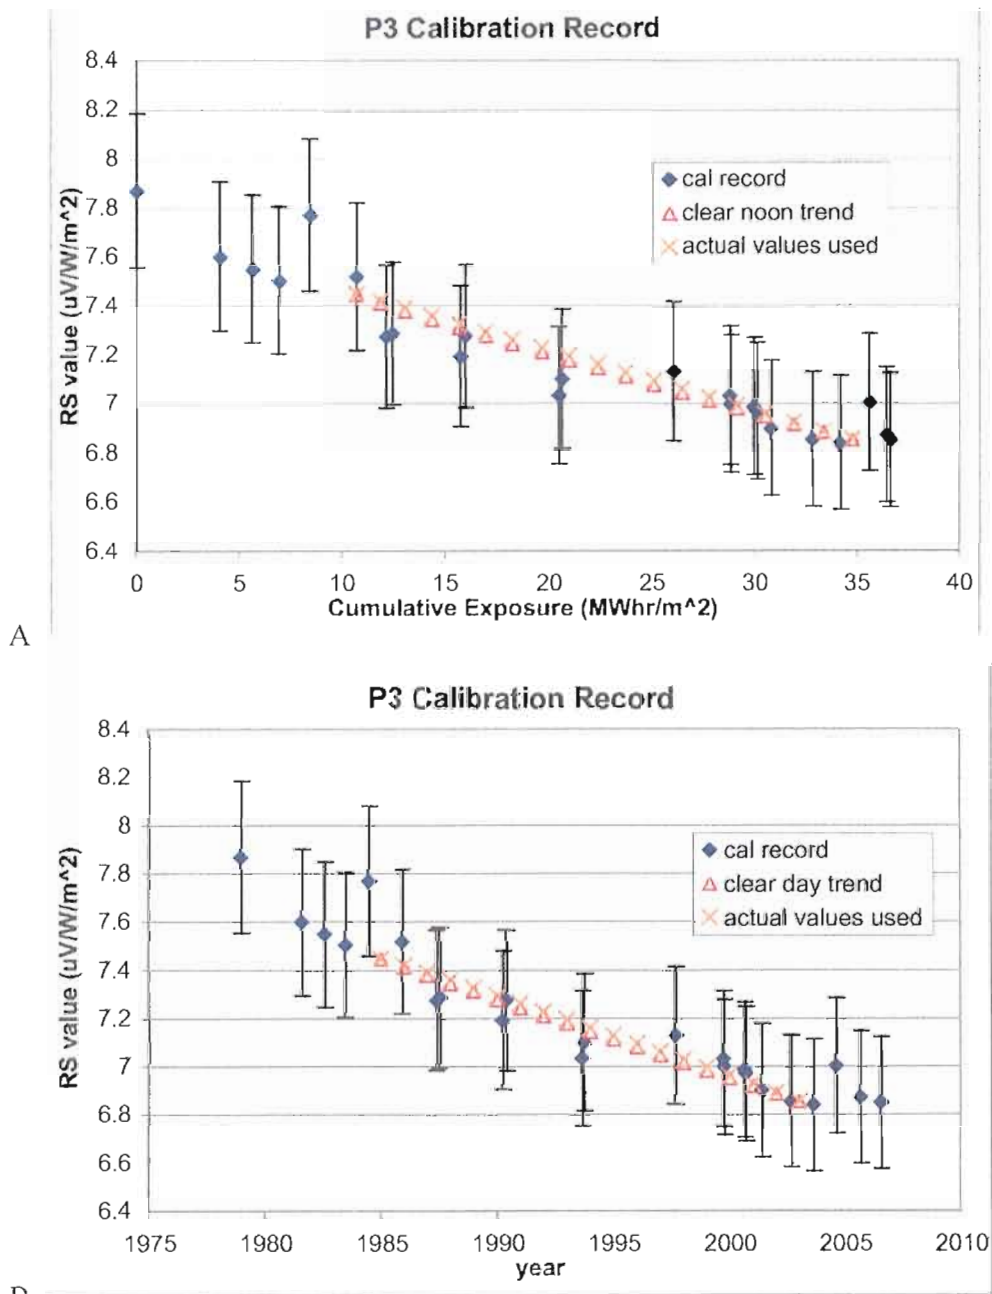 P3 Calibration Record
8.4
8.2
8
7.8
7.6
7.4
7.2
7
6.8
6.6
6.4
RS value (uV/W/m^2)
cal record
clear noon trend
actual values used
0 5 10 15 20 25 30 35 40
Cumulative Exposure (MWhr/m^2)
A
P3 Calibration Record
8.4
8.2
8
7.8
7.6
7.4
7.2
7
6.8
6.6
6.4
RS value (uV/W/m^2)
cal record
clear day trend
actual values used
1975 1980 1985 1990 1995 2000 2005 2010
year